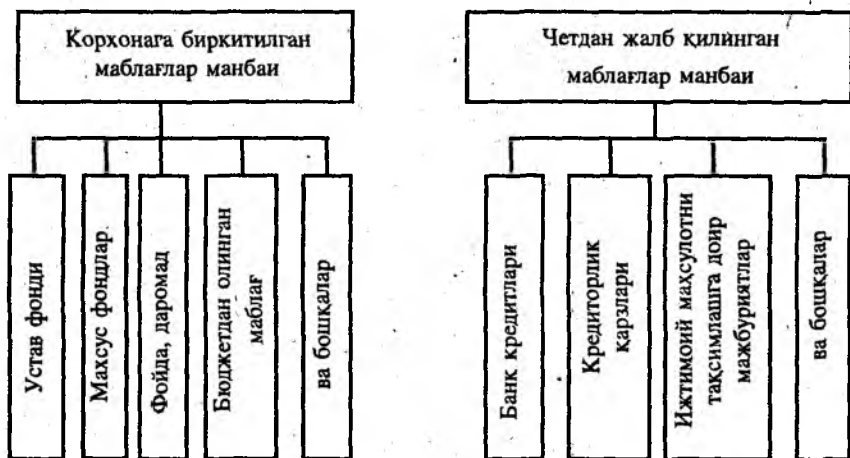 Корхонага биркитилган
маблағлар манбаи
Четдан жалб қилинган
маблағлар манбаи
Устав фонди
Махсус фондлар.
Фойда, даромад
Бюджетдан олинган
маблағ
ва бошқалар
Банк кредитлари
Кредиторлик
қарзлари
Ижтимоий маҳсулотни
тақсимлашга доир
мажбуриятлар
ва бошқалар